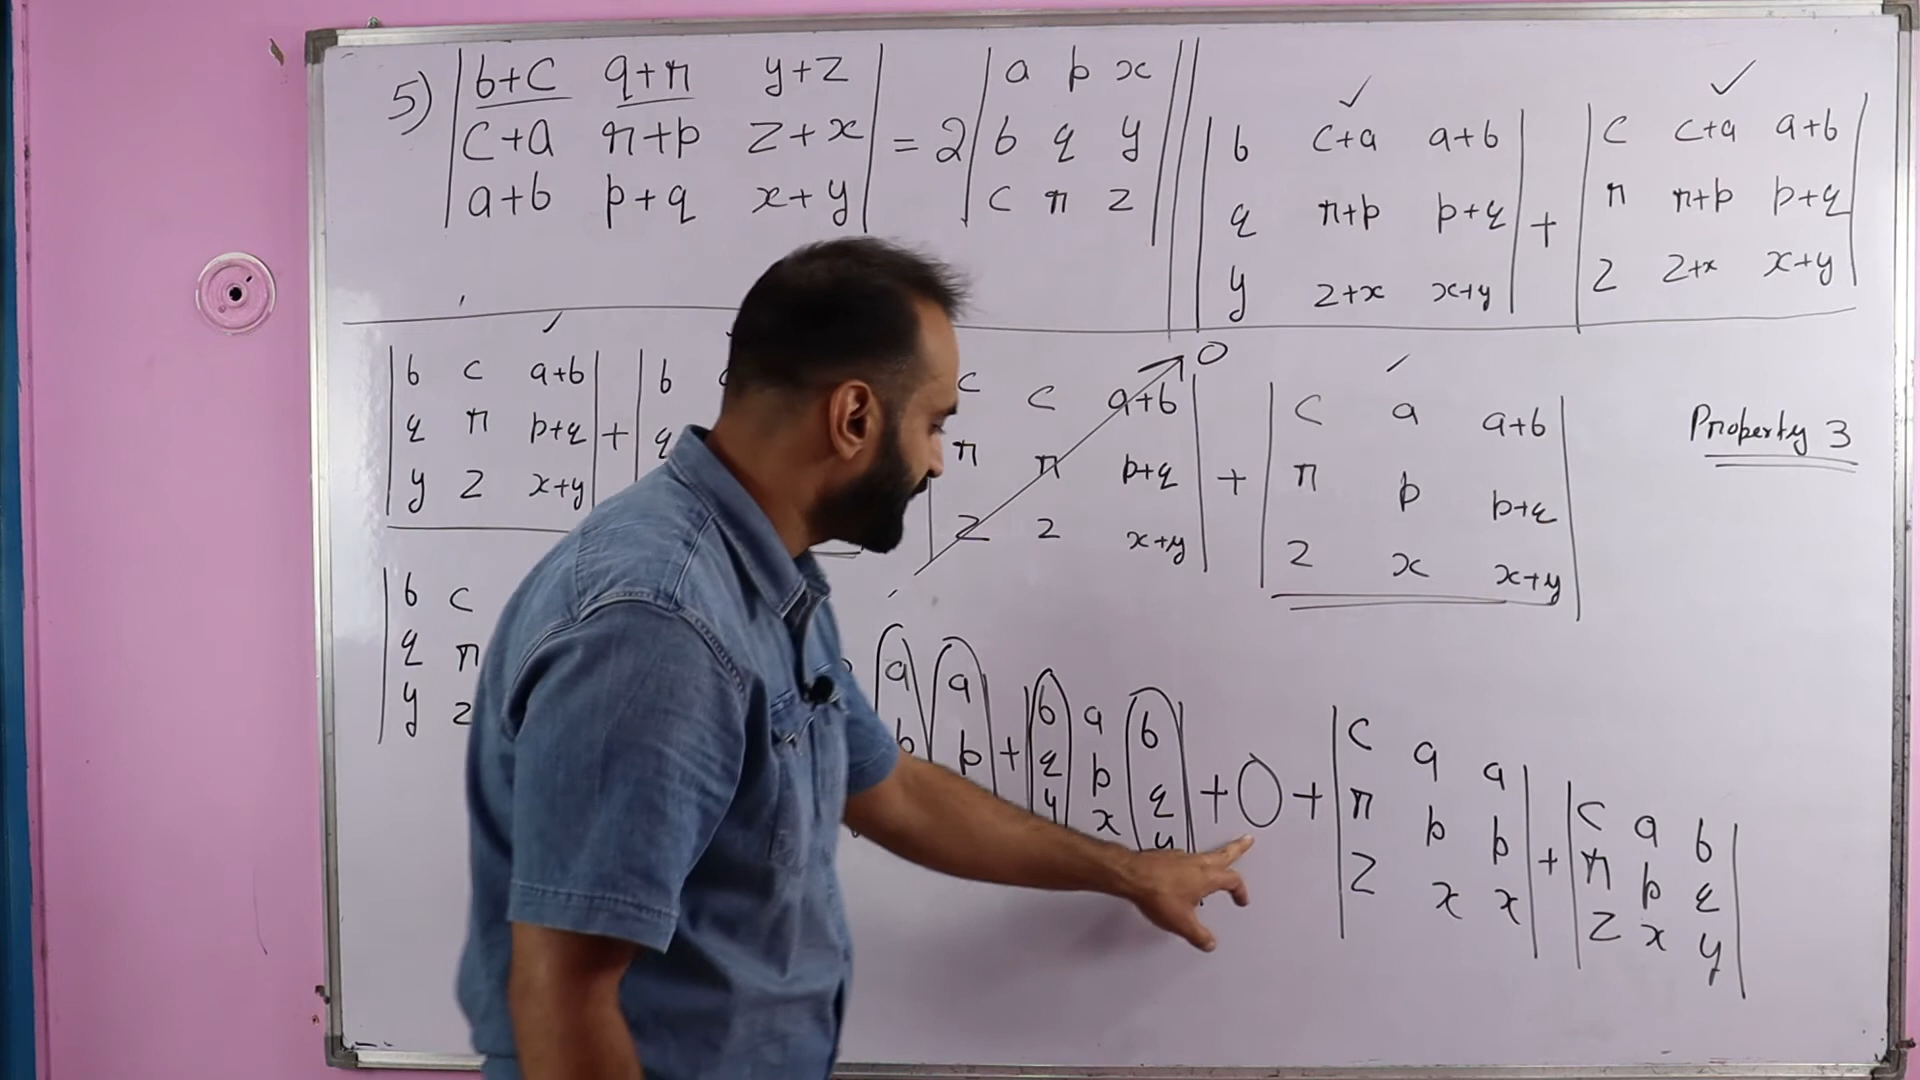 5) | b+c q+r y+z | = 2 | a p x |
| c+a r+p z+x | | b q y |
| a+b p+q x+y | | c r z |
| b c+a a+b | + | c c+a a+b |
| q r+p p+q | | r r+p p+q |
| y z+x x+y | | z z+x x+y |
| b c a+b | + | b | c c a+b | → 0 + | c a a+b |
| q r p+q | | q | r r p+q | | r p p+q |
| y z x+y | | z z x+y | | z x x+y |
Property 3
| b c a a | + | b a b | + 0 + | c a a | + | c a b |
| q r p p | | q p q | | r p p | | r p q |
| y z | y x y | | z x x | | z x y |